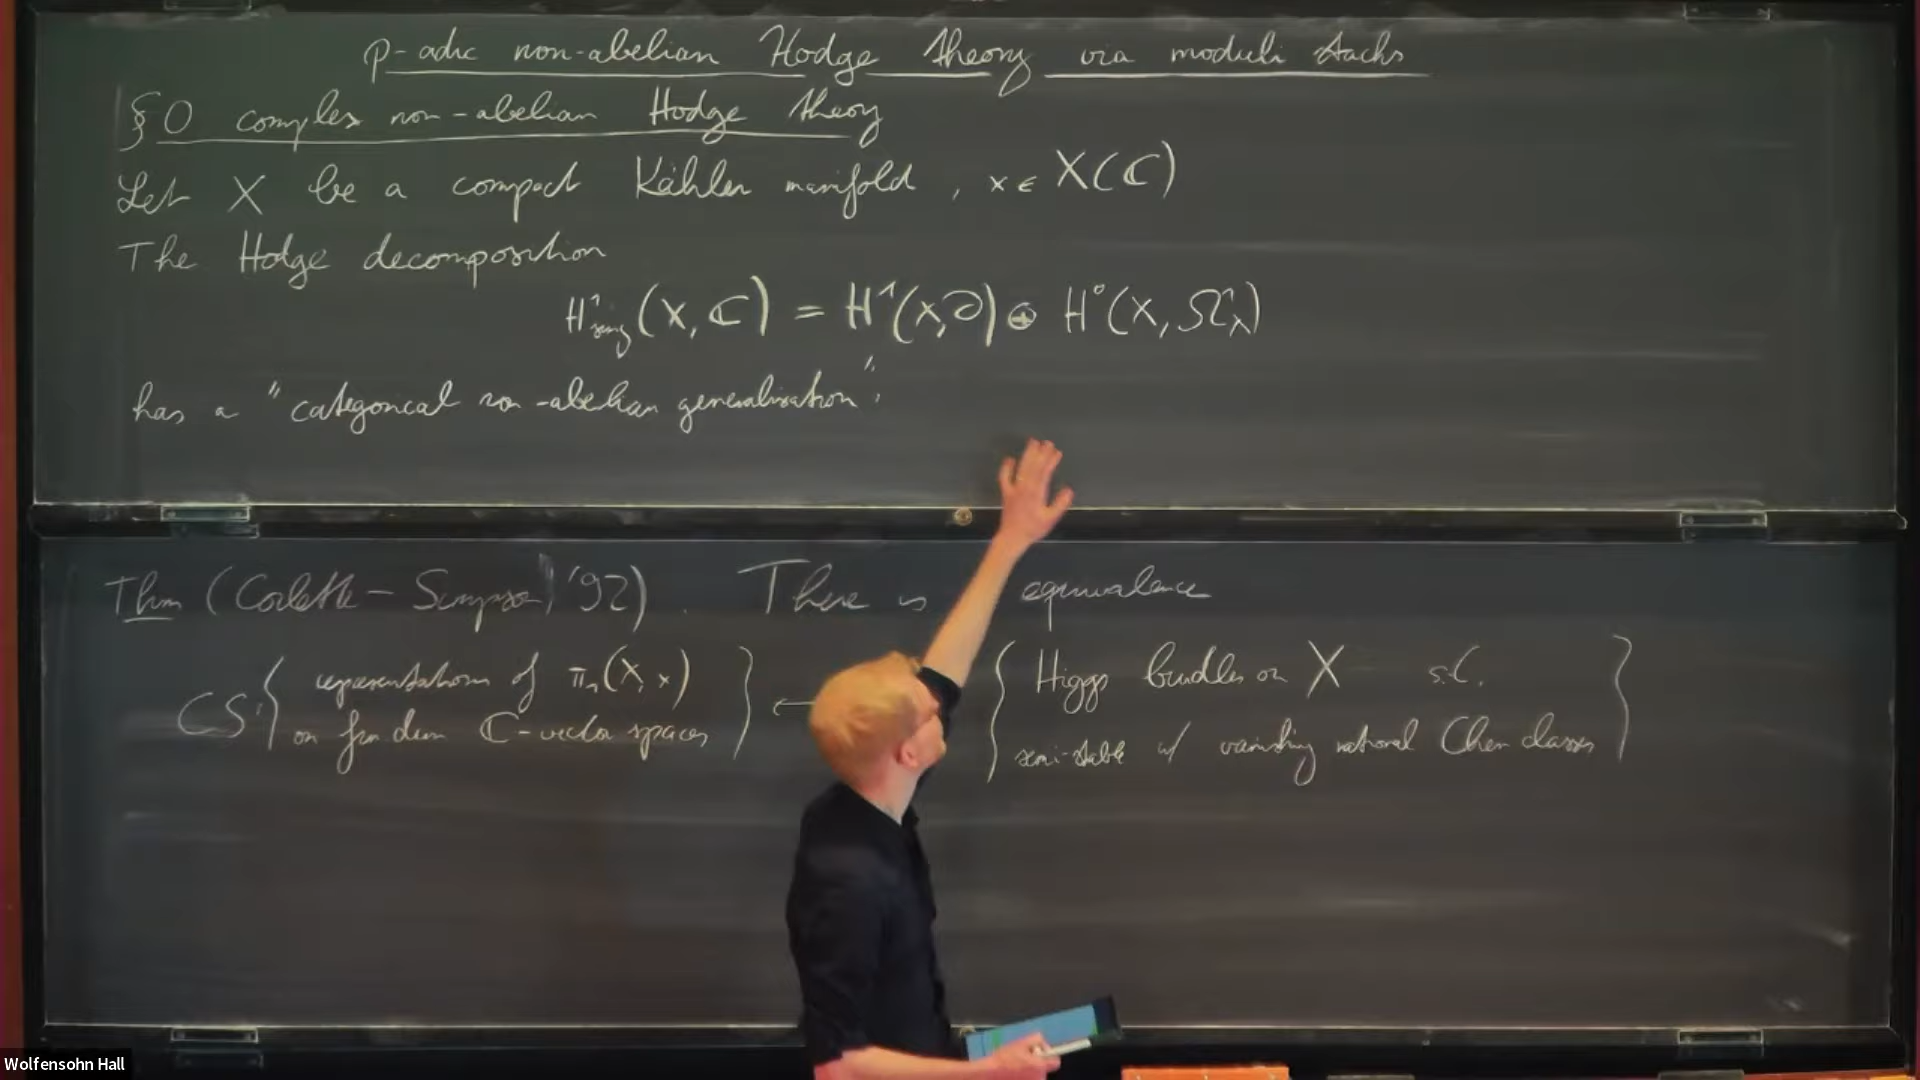 p-adic non-abelian Hodge theory via moduli stacks
§0 complex non-abelian Hodge theory
Let X be a compact Kähler manifold, x ∈ X(ℂ)
The Hodge decomposition
H¹_sing(X, ℂ) = H¹(X, O) ⊕ H⁰(X, Ω¹_X)
has a "categorical non-abelian generalisation":
Thm (Corlette-Simpson '92). There is equivalence
CS: { representations of π₁(X, x) on fin dim ℂ-vector spaces } ← { Higgs bundles on X s.t. semi-stable w/ vanishing rational Chern classes }
Wolfensohn Hall